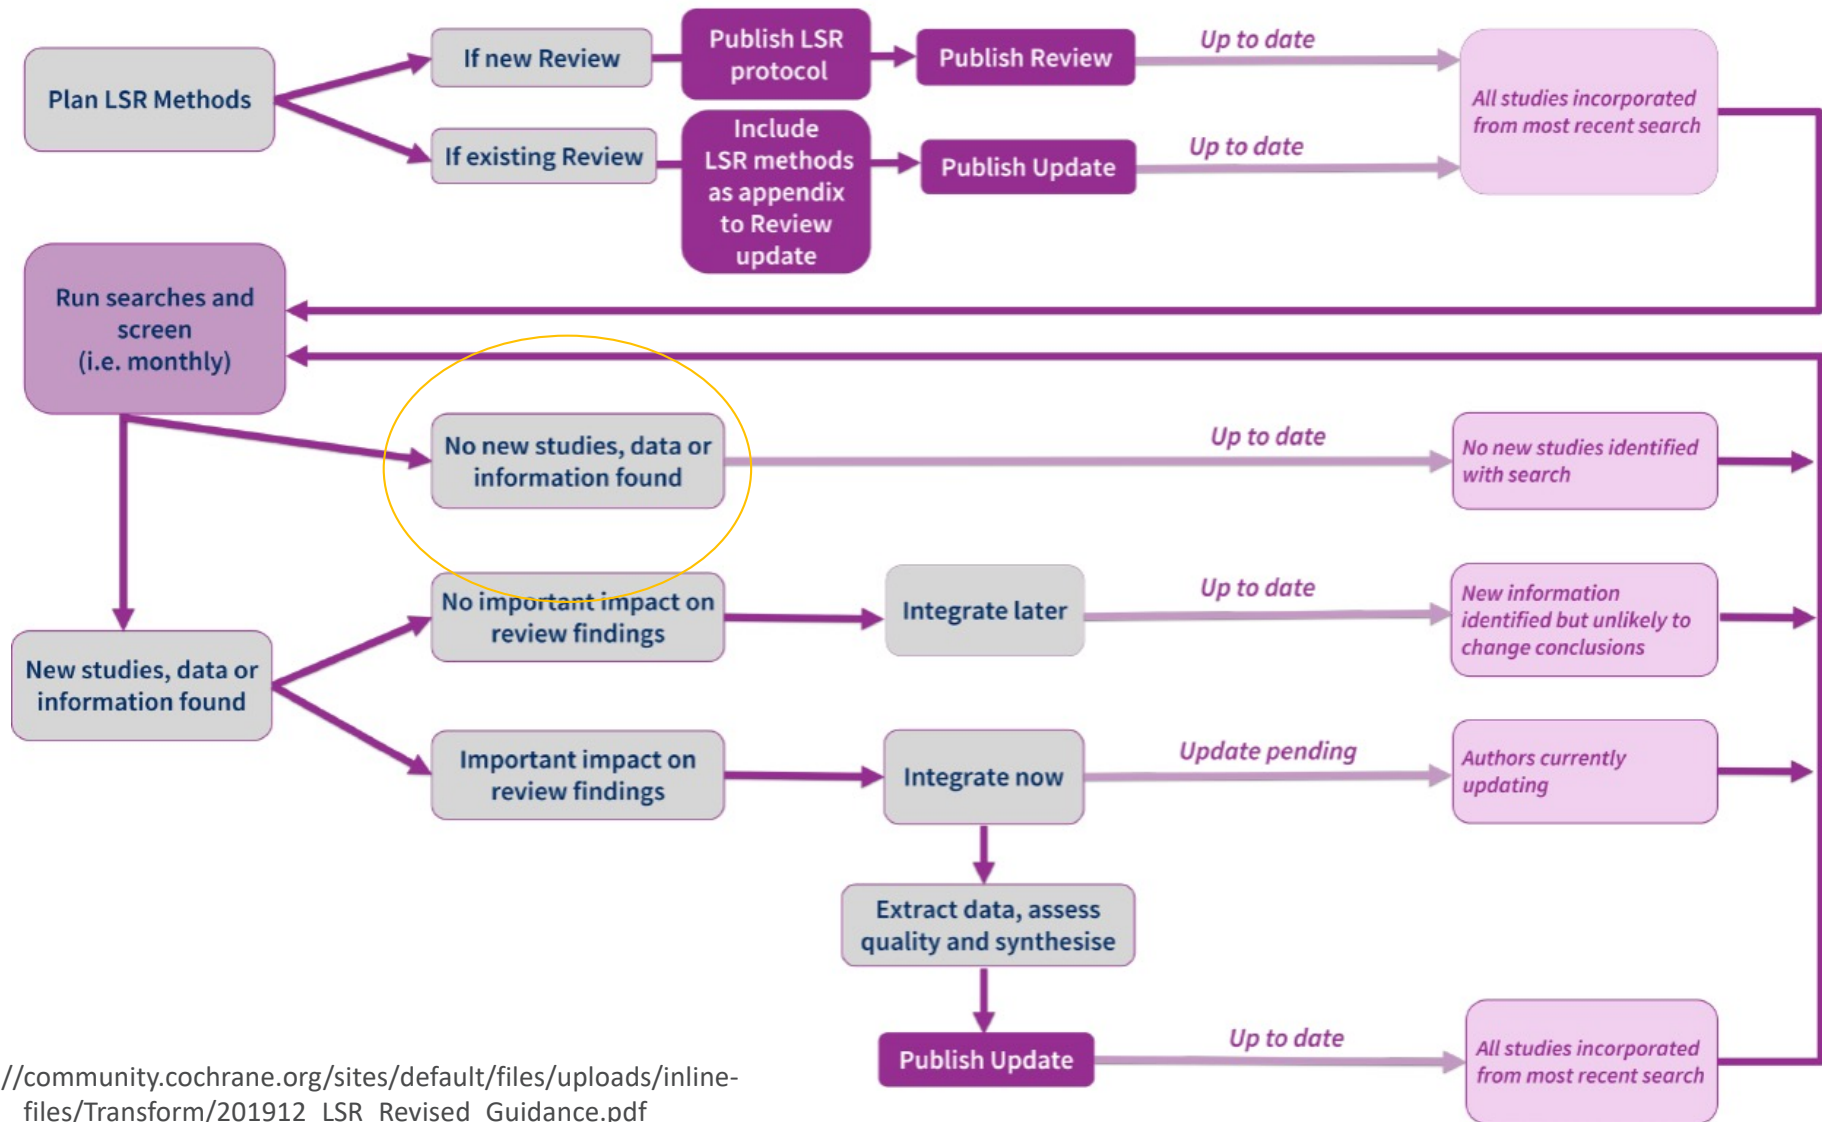 Plan LSR Methods
If new Review
Publish LSR
protocol
Publish Review
Up to date
All studies incorporated
from most recent search
If existing Review
Include
LSR methods
as appendix
to Review
update
Publish Update
Up to date
Run searches and
screen
(i.e. monthly)
No new studies, data or
information found
Up to date
No new studies identified
with search
New studies, data or
information found
No important impact on
review findings
Integrate later
Up to date
New information
identified but unlikely to
change conclusions
Important impact on
review findings
Integrate now
Update pending
Authors currently
updating
Extract data, assess
quality and synthesise
Publish Update
Up to date
All studies incorporated
from most recent search
//community.cochrane.org/sites/default/files/uploads/inline-
files/Transform/201912_LSR_Revised_Guidance.pdf